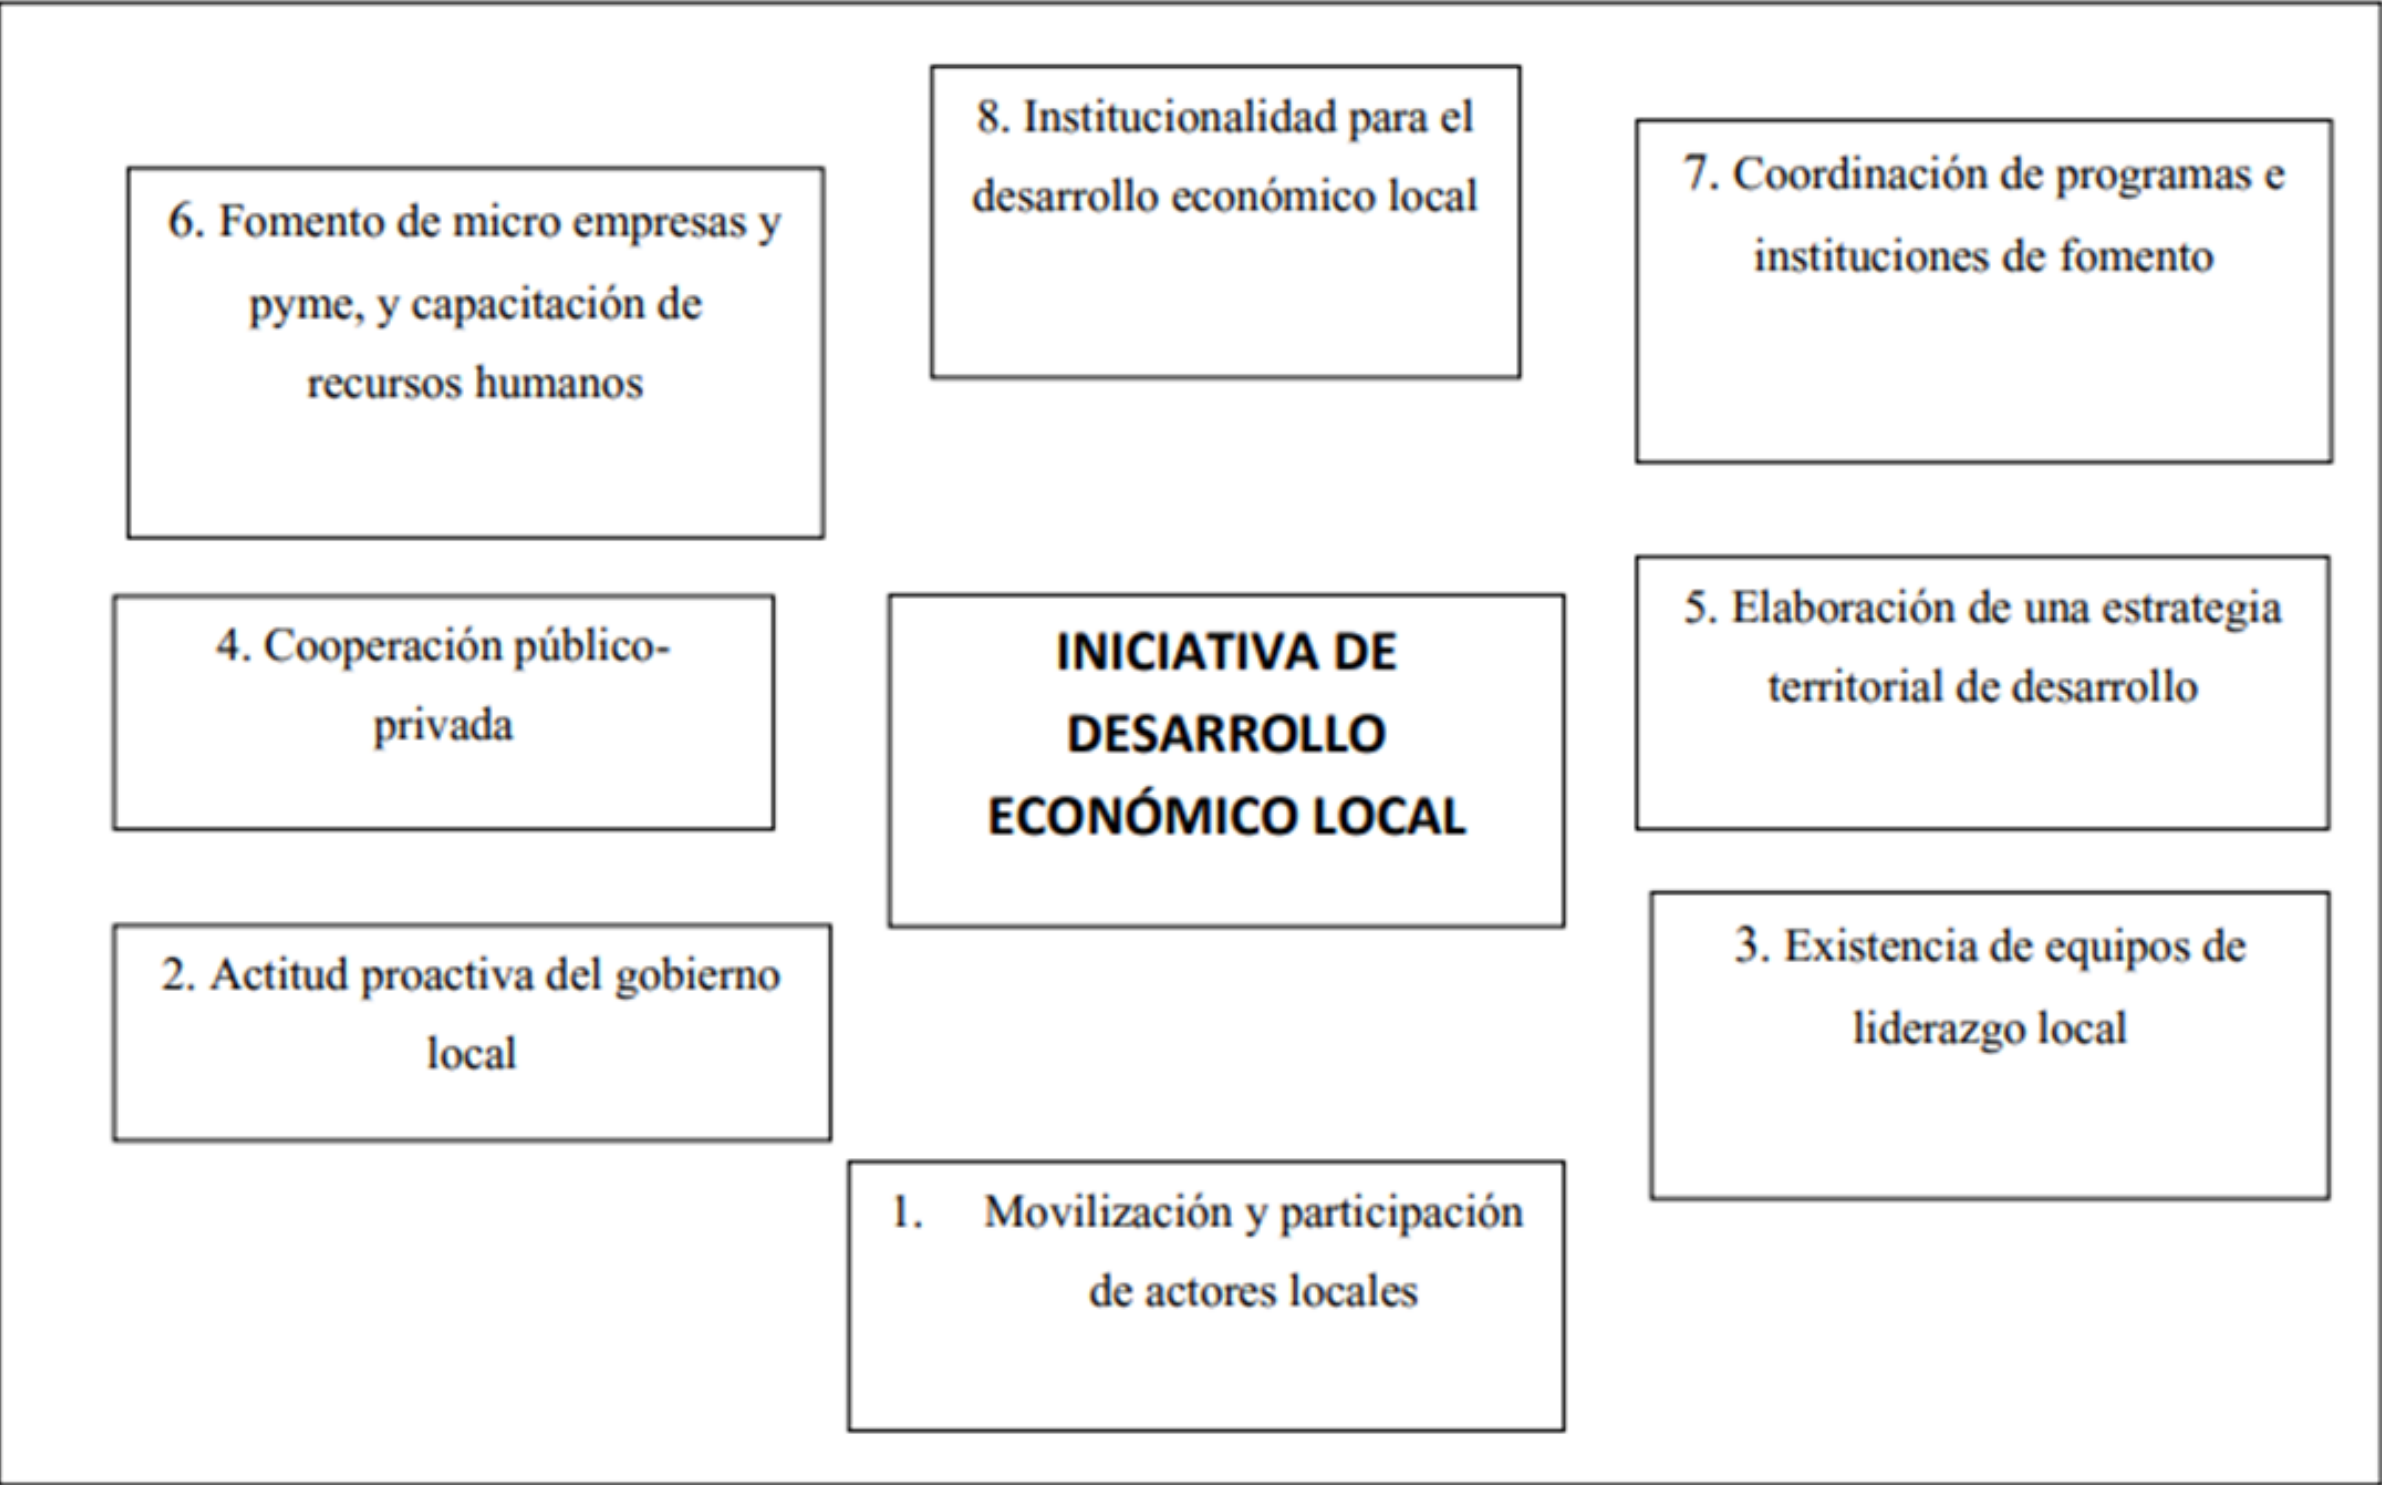 8. Institucionalidad para el
desarrollo económico local
6. Fomento de micro empresas y
pyme, y capacitación de
recursos humanos
7. Coordinación de programas e
instituciones de fomento
4. Cooperación público-
privada
INICIATIVA DE
DESARROLLO
ECONÓMICO LOCAL
5. Elaboración de una estrategia
territorial de desarrollo
2. Actitud proactiva del gobierno
local
3. Existencia de equipos de
liderazgo local
1. Movilización y participación
de actores locales